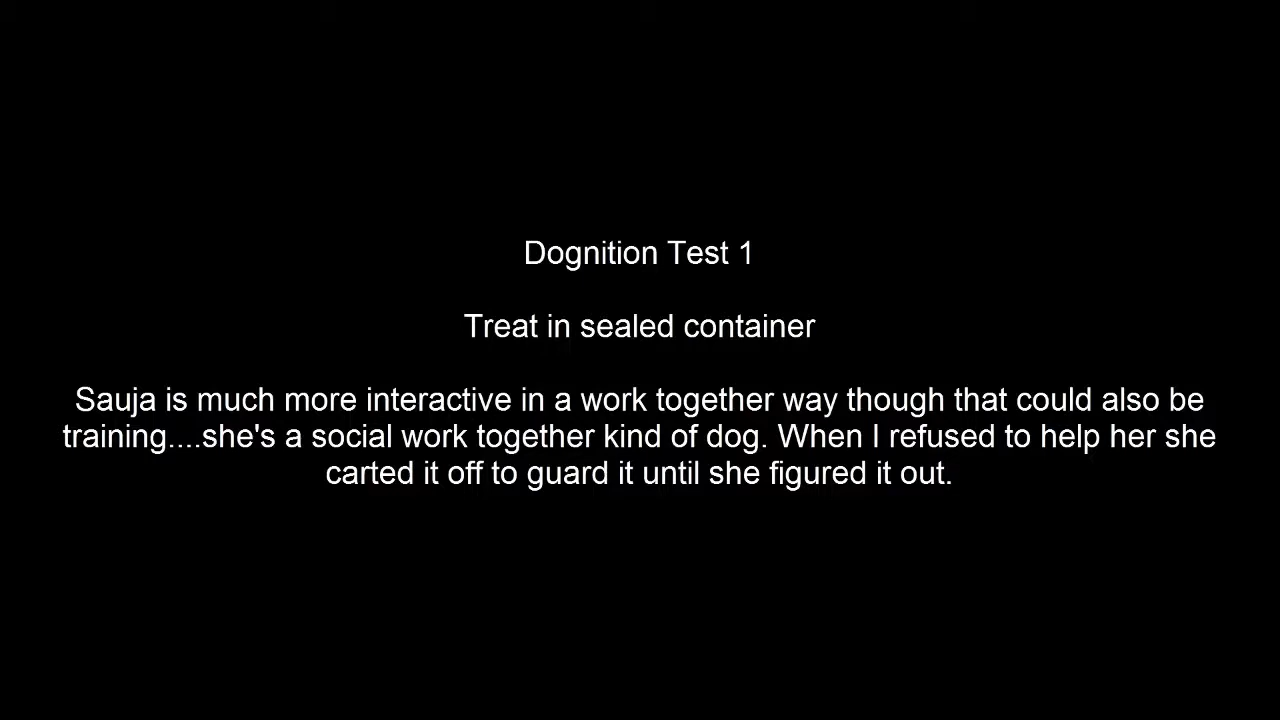 Dognition Test 1
Treat in sealed container
Sauja is much more interactive in a work together way though that could also be
training....she's a social work together kind of dog. When I refused to help her she
carted it off to guard it until she figured it out.